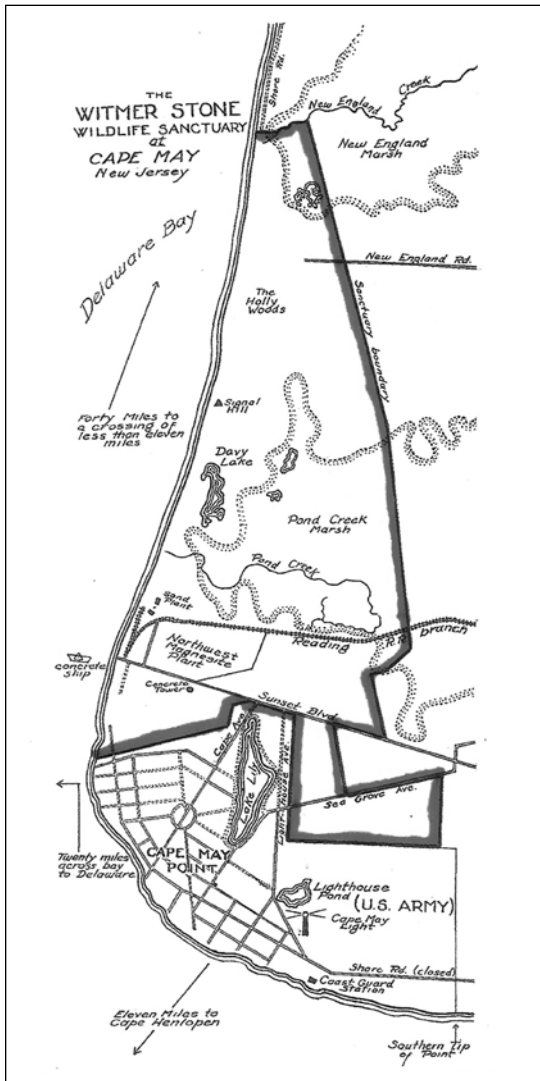 THE
WITMER STONE
WILDLIFE SANCTUARY
at
CAPE MAY
New Jersey
Shore Rd.
New England
Creek
New England
Marsh
Delaware Bay
New England Rd.
The
Holly
Woods
Sanctuary boundary
Signal
Hill
Forty Miles to
a crossing of
less than eleven
miles
Davy
Lake
Pond Creek
Marsh
Pond Creek
Sand
Plant
R.R.
Northwest
Magnesite
Plant
Reading
R.R. branch
concrete
ship
Concrete
Tower
Sunset Blvd.
Cape Ave.
Lake Lily
Lighthouse Ave.
Sea Grove Ave.
Twenty miles
across bay
to Delaware
CAPE MAY
POINT
Lighthouse
Pond
(U.S. ARMY)
Cape May
Light
Shore Rd. (closed)
Coast Guard
Station
Eleven Miles to
Cape Henlopen
Southern Tip
of Point